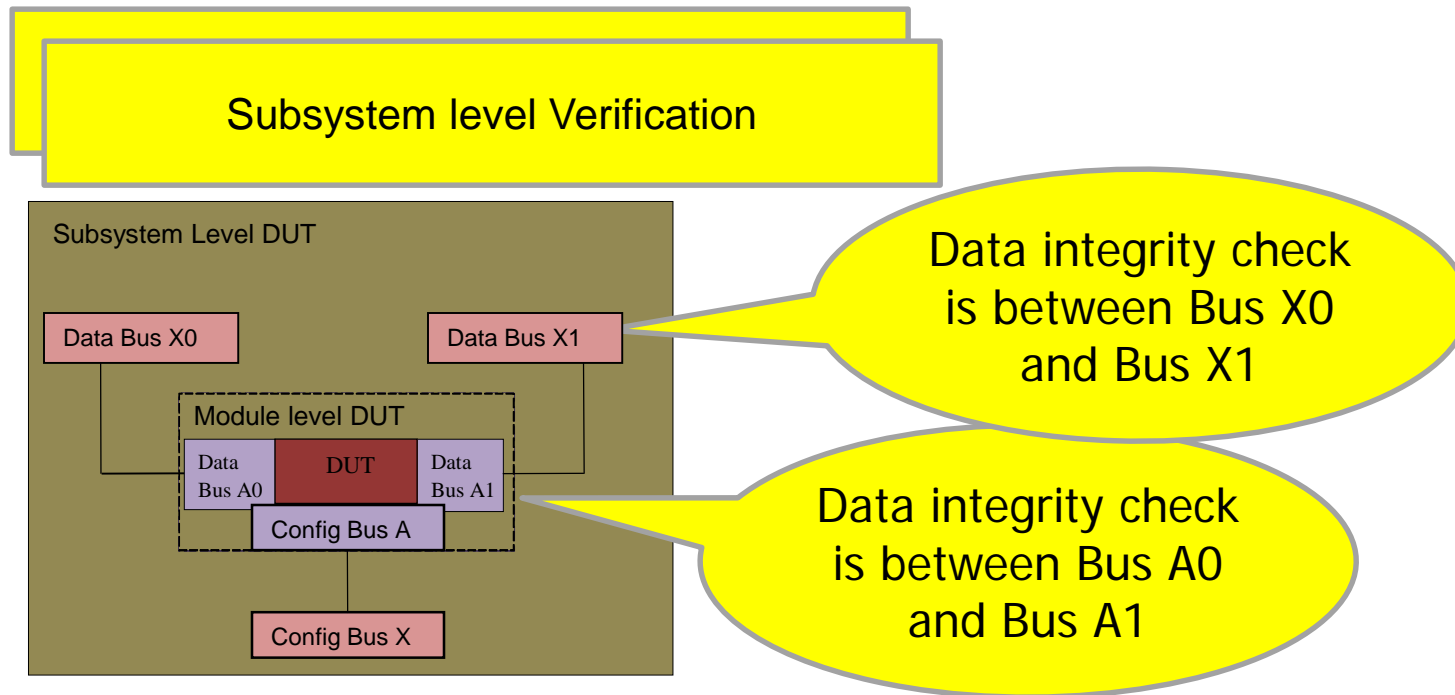 Subsystem level Verification
Subsystem Level DUT
Data Bus X0
Data Bus X1
Module level DUT
Data
Bus A0
DUT
Data
Bus A1
Config Bus A
Config Bus X
Data integrity check
is between Bus X0
and Bus X1
Data integrity check
is between Bus A0
and Bus A1